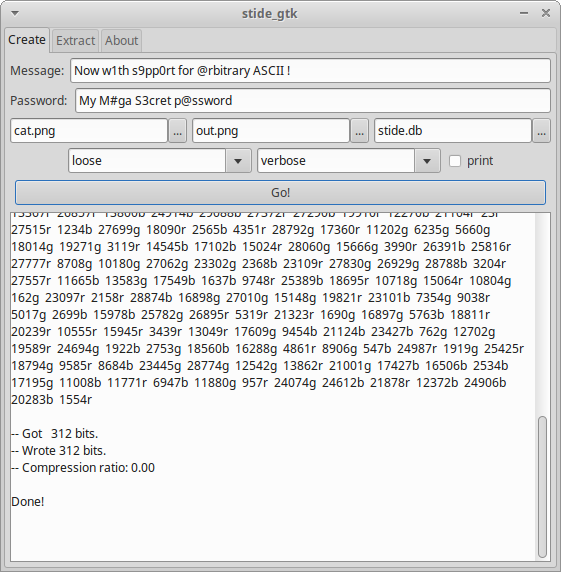 stide_gtk
Create Extract About
Message: Now w1th s9pp0rt for @rbitrary ASCII !
Password: My M#ga S3cret p@ssword
cat.png ... out.png ... stide.db ...
loose verbose print
Go!
27515r 1234b 27699g 18090r 2565b 4351r 28792g 17360r 11202g 6235g 5660g
18014g 19271g 3119r 14545b 17102b 15024r 28060g 15666g 3990r 26391b 25816r
27777r 8708g 10180g 27062g 23302g 2368b 23109r 27830g 26929g 28788b 3204r
27557r 11665b 13583g 17549b 1637b 9748r 25389b 18695r 10718g 15064r 10804g
162g 23097r 2158r 28874b 16898g 27010g 15148g 19821r 23101b 7354g 9038r
5017g 2699b 15978b 25782g 26895r 5319r 21323r 1690g 16897g 5763b 18811r
20239r 10555r 15945r 3439r 13049r 17609g 9454b 21124b 23427b 762g 12702g
19589r 24694g 1922b 2753g 18560b 16288g 4861r 8906g 547b 24987r 1919g 25425r
18794g 9585r 8684b 23445g 28774g 12542g 13862r 21001g 17427b 16506b 2534b
17195g 11008b 11771r 6947b 11880g 957r 24074g 24612b 21878r 12372b 24906b
20283b 1554r
-- Got 312 bits.
-- Wrote 312 bits.
-- Compression ratio: 0.00
Done!